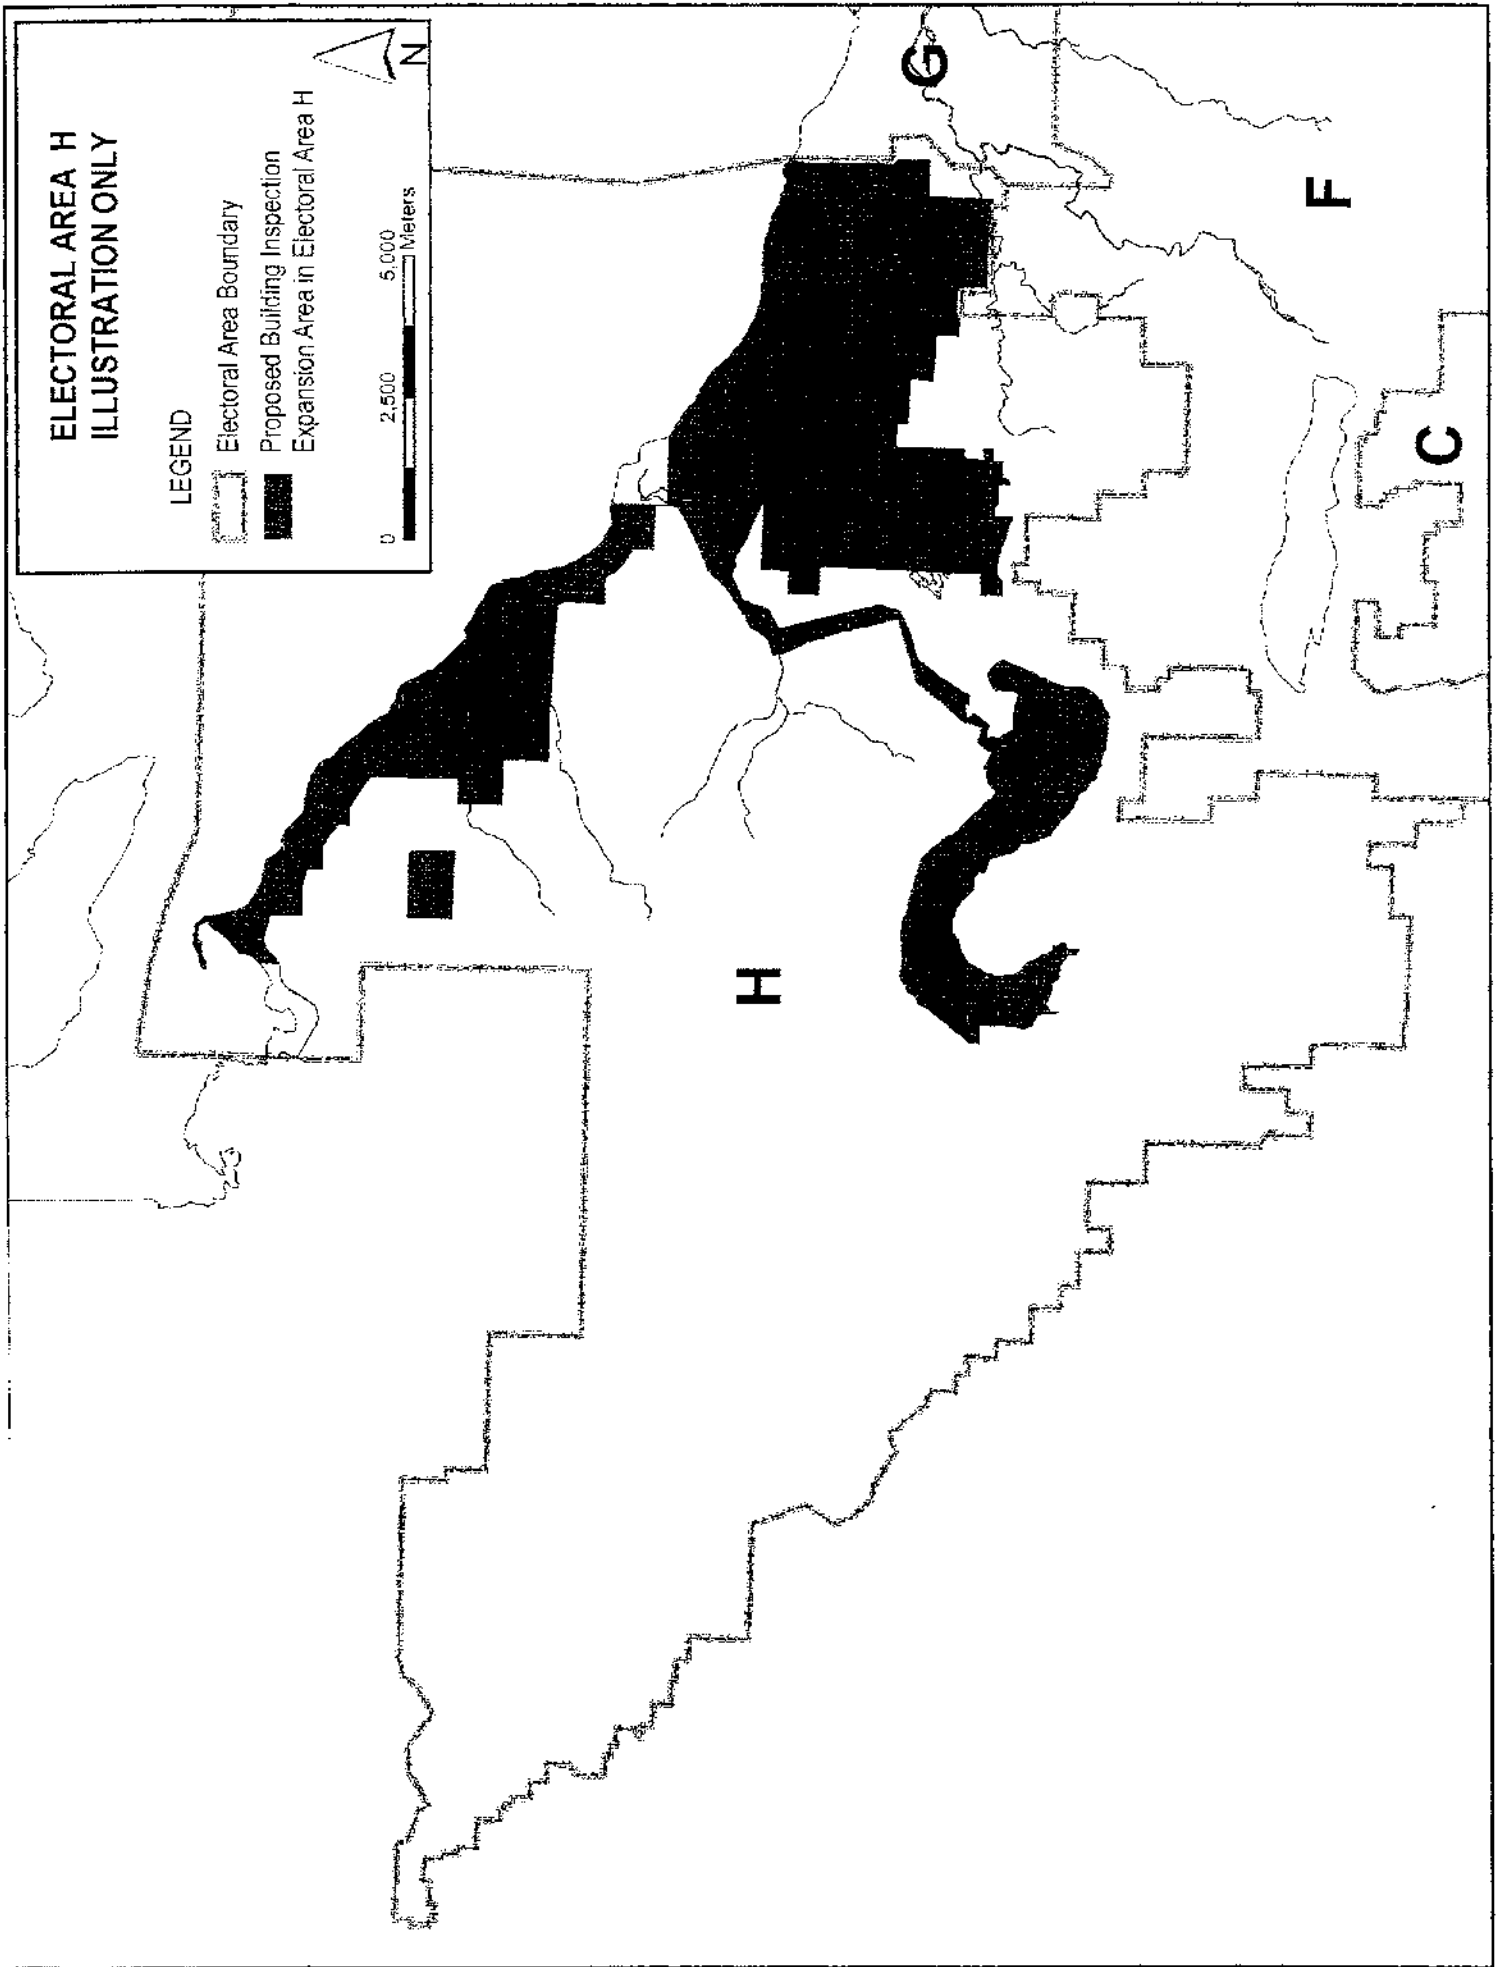 ELECTORAL AREA H
ILLUSTRATION ONLY
LEGEND
Electoral Area Boundary
Proposed Building Inspection
Expansion Area in Electoral Area H
0 2,500 5,000
Meters
N
G
F
C
H